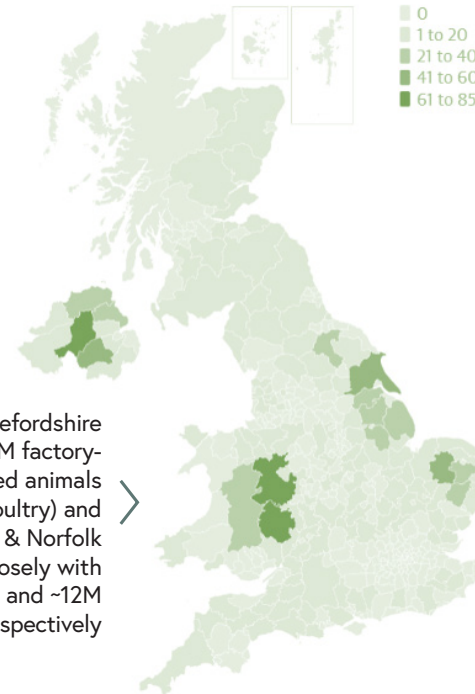 0
1 to 20
21 to 40
41 to 60
61 to 85
efordshire
M factory-
ed animals
oultry) and
& Norfolk
osely with
and ~12M
spectively